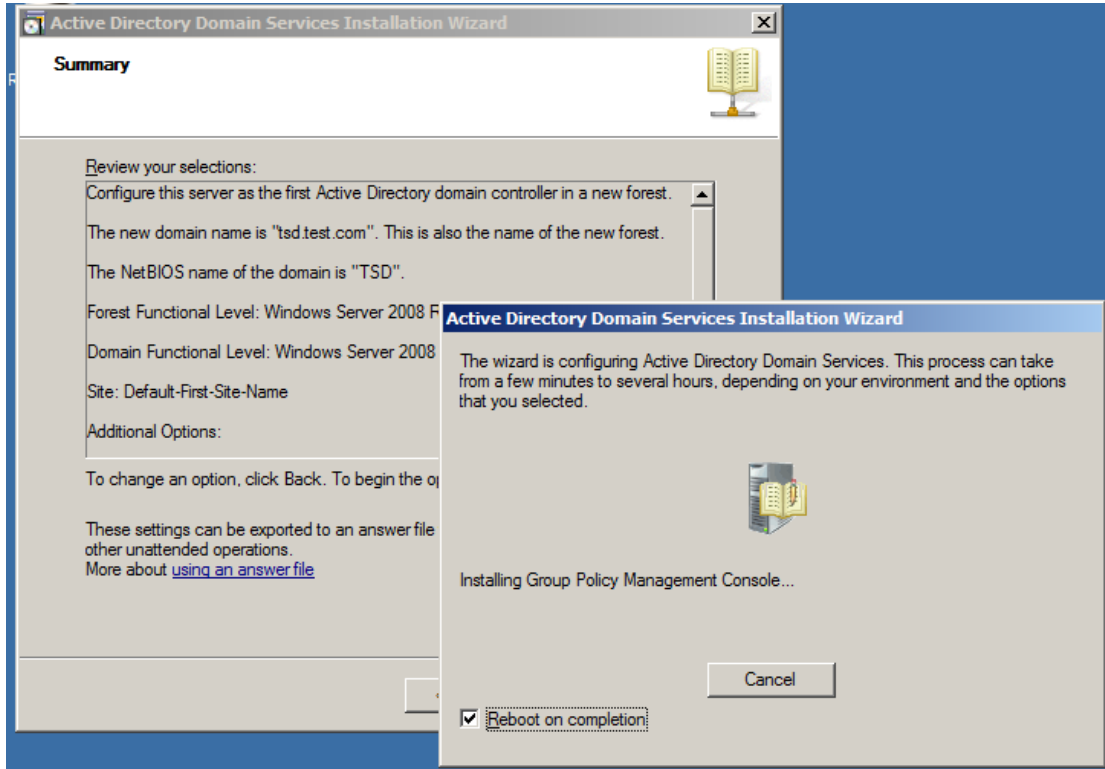 Active Directory Domain Services Installation Wizard
Summary
Review your selections:
Configure this server as the first Active Directory domain controller in a new forest.
The new domain name is "tsd.test.com". This is also the name of the new forest.
The NetBIOS name of the domain is "TSD".
Forest Functional Level: Windows Server 2008
Domain Functional Level: Windows Server 2008
Site: Default-First-Site-Name
Additional Options:
To change an option, click Back. To begin the
These settings can be exported to an answer file
other unattended operations.
More about using an answer file
Active Directory Domain Services Installation Wizard
The wizard is configuring Active Directory Domain Services. This process can take
from a few minutes to several hours, depending on your environment and the options
that you selected.
Installing Group Policy Management Console...
Cancel
Reboot on completion